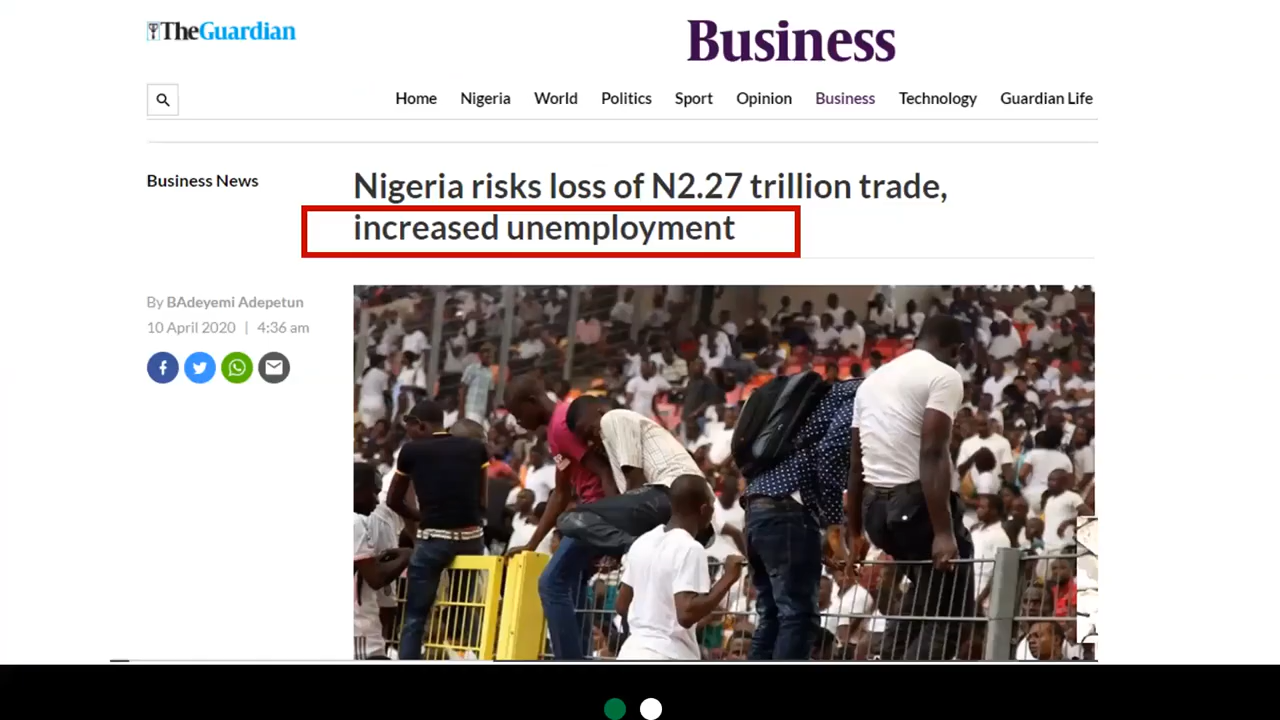 TheGuardian
Business
Home Nigeria World Politics Sport Opinion Business Technology Guardian Life
Business News
Nigeria risks loss of N2.27 trillion trade,
increased unemployment
By BAdeyemi Adepetun
10 April 2020 | 4:36 am